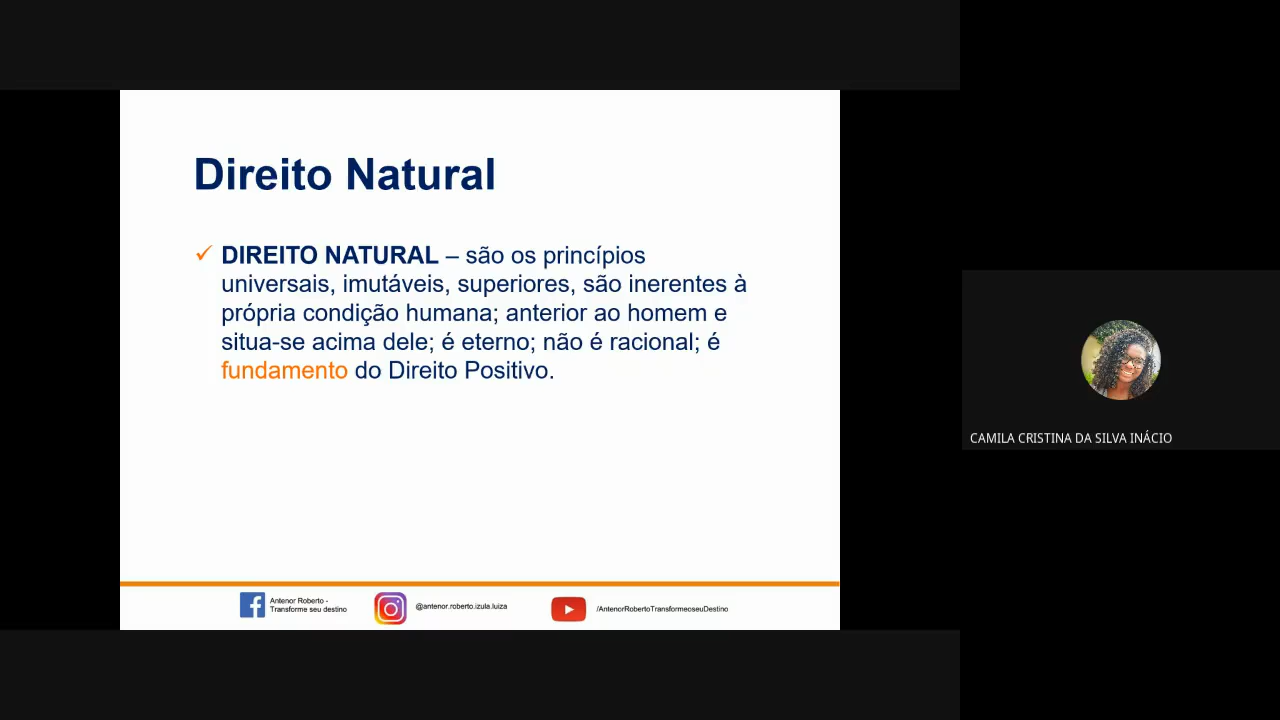 Direito Natural
✓ DIREITO NATURAL – são os princípios
universais, imutáveis, superiores, são inerentes à
própria condição humana; anterior ao homem e
situa-se acima dele; é eterno; não é racional; é
fundamento do Direito Positivo.
CAMILA CRISTINA DA SILVA INÁCIO
Antenor Roberto -
Transforme seu destino
@antenor.roberto.izula.luiza
/AntenorRobertoTransformeoseuDestino